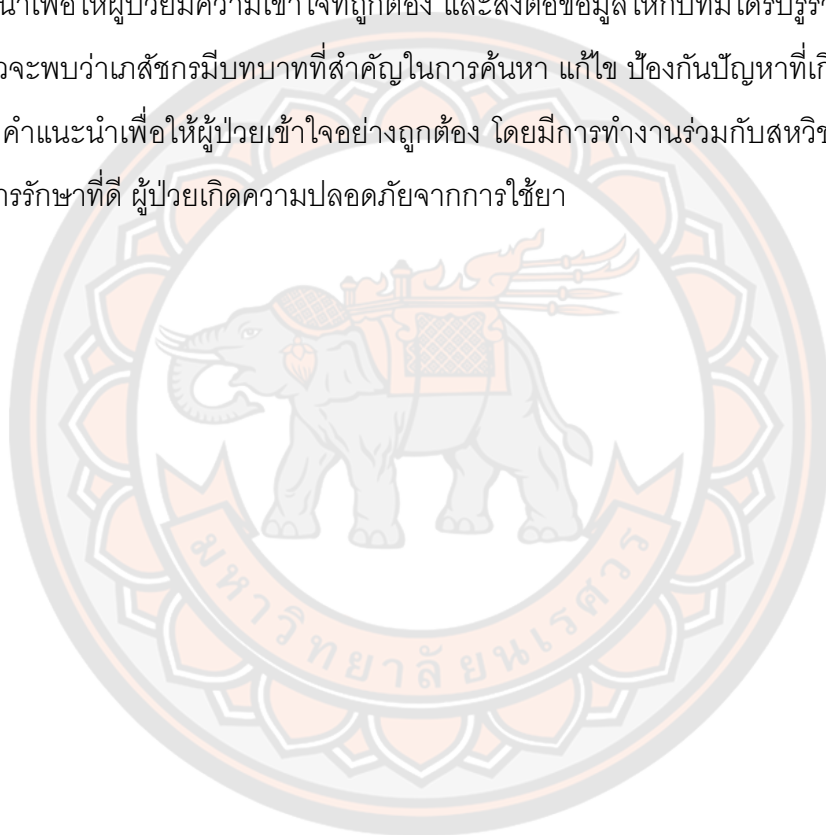 นำเพื่อให้ผู้ป่วยมีความเข้าใจที่ถูกต้อง และส่งต่อข้อมูลให้กับทีมได้รับรู้
จะพบว่าเภสัชกรมีบทบาทที่สำคัญในการค้นหา แก้ไข ป้องกันปัญหาที่
คำแนะนำเพื่อให้ผู้ป่วยเข้าใจอย่างถูกต้อง โดยมีการทำงานร่วมกับสหวิช
ารรักษาที่ดี ผู้ป่วยเกิดความปลอดภัยจากการใช้ยา
มหาวิทยาลัยนเรศวร